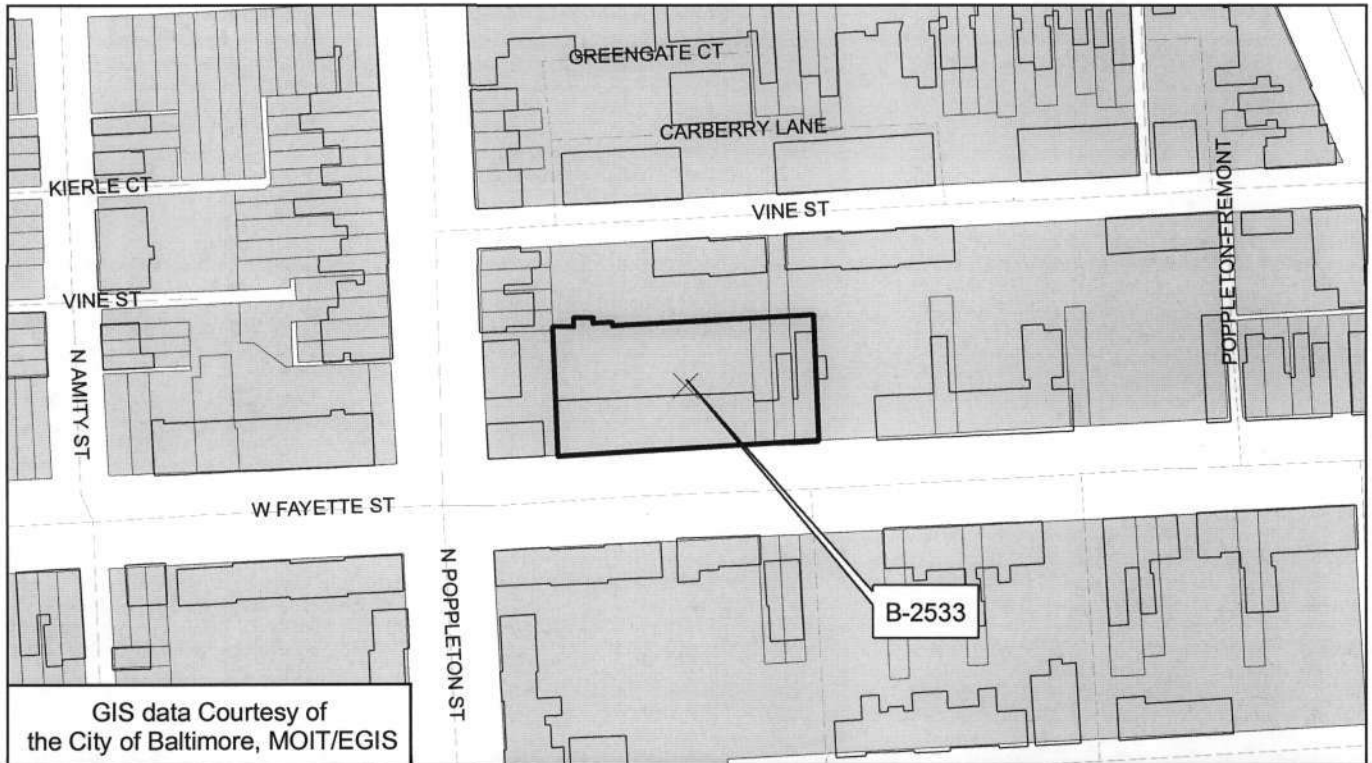 GREENGATE CT
CARBERRY LANE
KIERLE CT
VINE ST
POPPLETON-FREMONT
VINE ST
N AMITY ST
W FAYETTE ST
N POPPLETON ST
B-2533
GIS data Courtesy of
the City of Baltimore, MOIT/EGIS